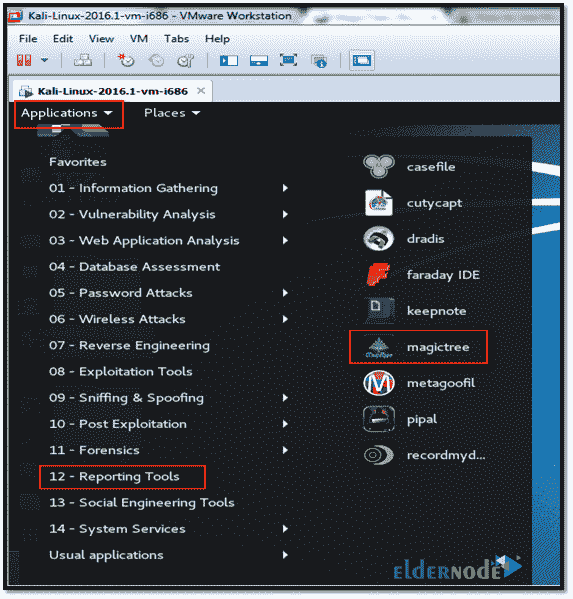 Kali-Linux-2016.1-vm-i686 - VMware Workstation
File Edit View VM Tabs Help
Kali-Linux-2016.1-vm-i686
Applications Places
Favorites
01 - Information Gathering
02 - Vulnerability Analysis
03 - Web Application Analysis
04 - Database Assessment
05 - Password Attacks
06 - Wireless Attacks
07 - Reverse Engineering
08 - Exploitation Tools
09 - Sniffing & Spoofing
10 - Post Exploitation
11 - Forensics
12 - Reporting Tools
13 - Social Engineering Tools
14 - System Services
Usual applications
casefile
cutycapt
dradis
faraday IDE
keepnote
magictree
metagoofil
pipal
recordmyd...
ELDERNODE